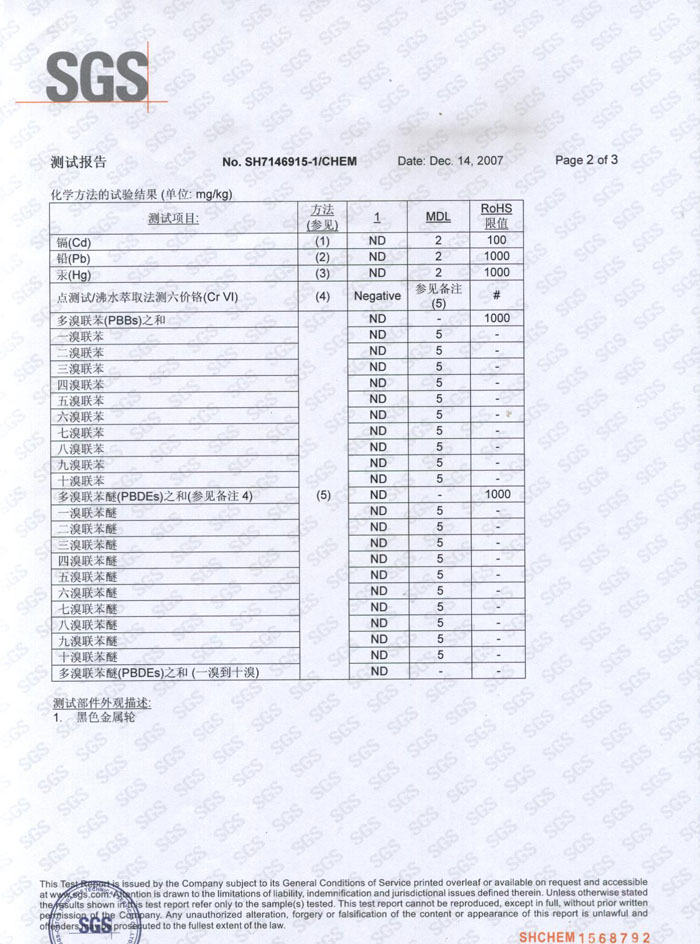 SGS
测试报告 No. SH7146915-1/CHEM Date: Dec. 14, 2007 Page 2 of 3
化学方法的试验结果 (单位: mg/kg)
测试项目: 方法(参见) 1 MDL RoHS 限值
镉(Cd) (1) ND 2 100
铅(Pb) (2) ND 2 1000
汞(Hg) (3) ND 2 1000
点测试/沸水萃取法测六价铬(Cr VI) (4) Negative 参见备注(5) #
多溴联苯(PBBs)之和 ND - 1000
一溴联苯 ND 5 -
二溴联苯 ND 5 -
三溴联苯 ND 5 -
四溴联苯 ND 5 -
五溴联苯 ND 5 -
六溴联苯 ND 5 -
七溴联苯 ND 5 -
八溴联苯 ND 5 -
九溴联苯 ND 5 -
十溴联苯 ND 5 -
多溴联苯醚(PBDEs)之和(参见备注 4) (5) ND - 1000
一溴联苯醚 ND 5 -
二溴联苯醚 ND 5 -
三溴联苯醚 ND 5 -
四溴联苯醚 ND 5 -
五溴联苯醚 ND 5 -
六溴联苯醚 ND 5 -
七溴联苯醚 ND 5 -
八溴联苯醚 ND 5 -
九溴联苯醚 ND 5 -
十溴联苯醚 ND 5 -
多溴联苯醚(PBDEs)之和 (一溴到十溴) ND - -
测试部件外观描述:
1. 黑色金属轮
This Test Report is issued by the Company subject to its General Conditions of Service printed overleaf or available on request and accessible
at www.sgs.com. Attention is drawn to the limitations of liability, indemnification and jurisdictional issues defined therein. Unless otherwise stated
the results shown in this test report refer only to the sample(s) tested. This test report cannot be reproduced, except in full, without prior written
permission of the Company. Any unauthorized alteration, forgery or falsification of the content or appearance of this report is unlawful and
offenders prosecuted to the fullest extent of the law.
SGS
SHCHEM 1568792